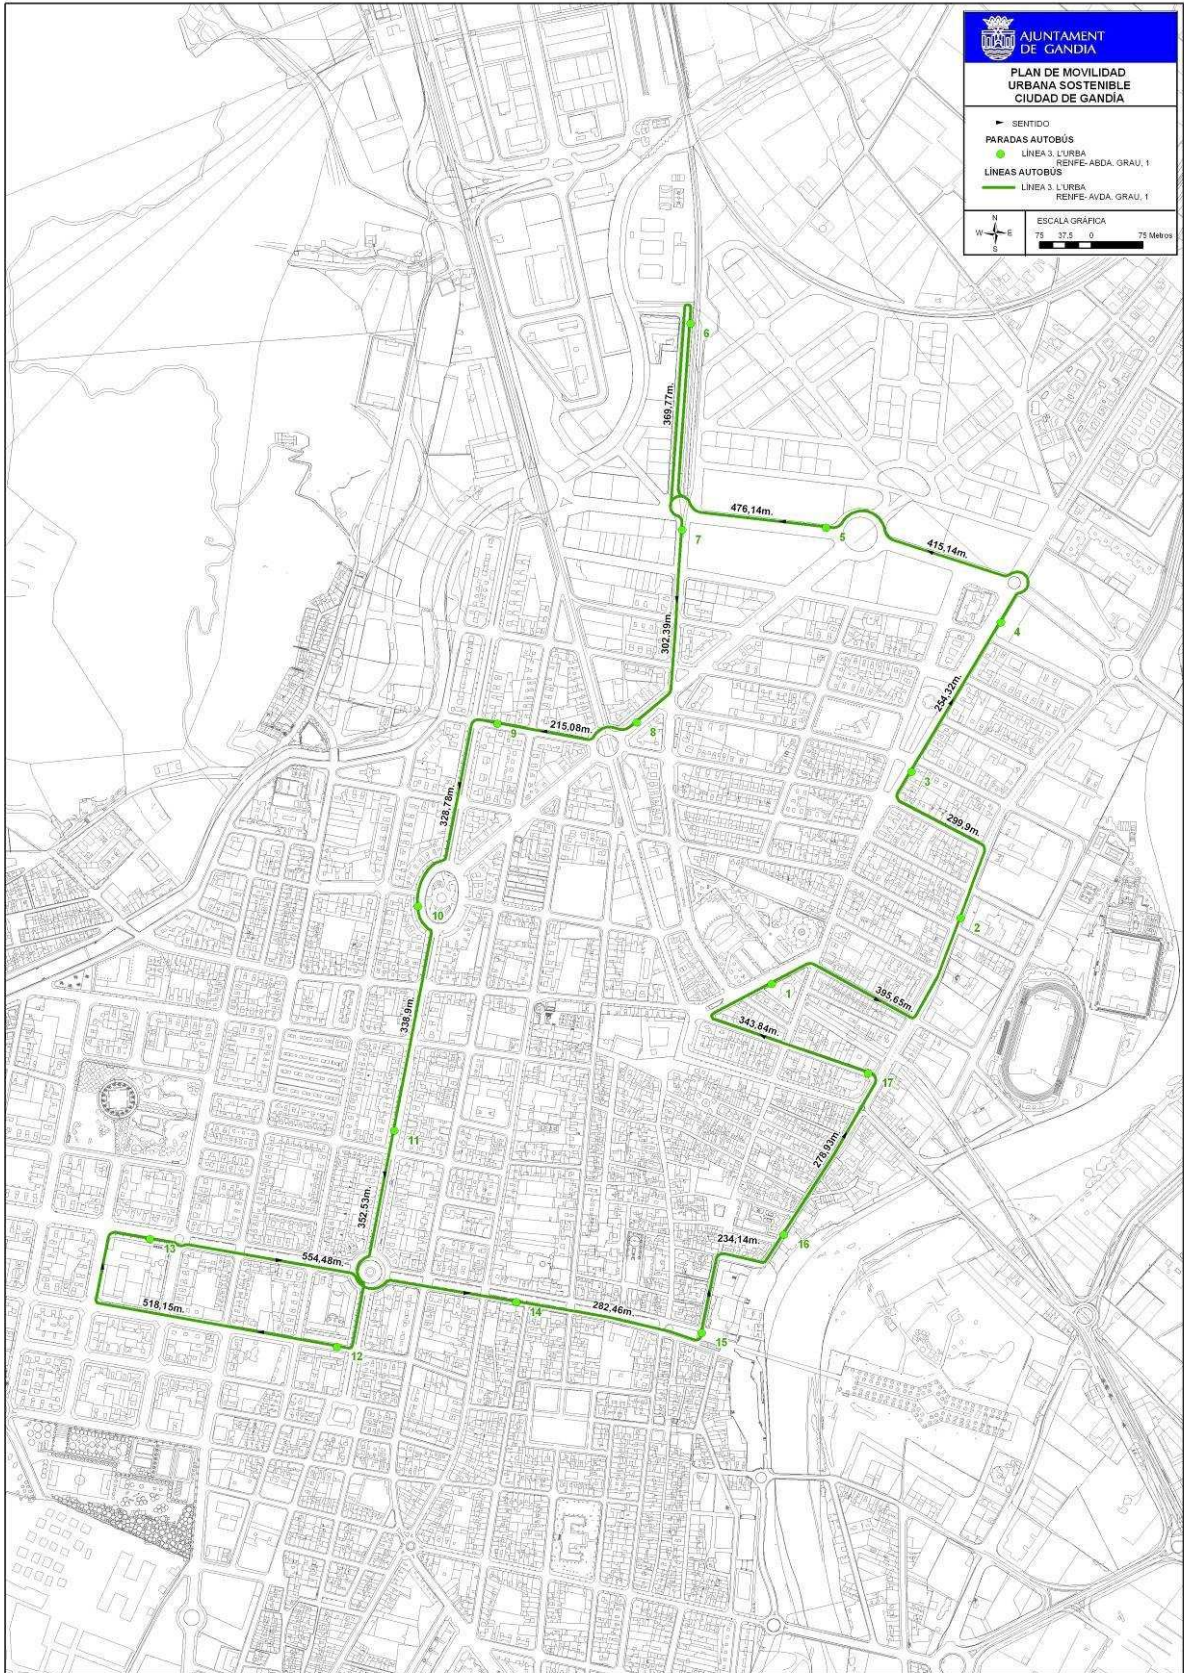 AJUNTAMENT
DE GANDIA
PLAN DE MOVILIDAD
URBANA SOSTENIBLE
CIUDAD DE GANDÍA
SENTIDO
PARADAS AUTOBÚS
LÍNEA 3. L'URBA
RENFE- ABDA. GRAU, 1
LÍNEAS AUTOBÚS
LÍNEA 3. L'URBA
RENFE- AVDA. GRAU, 1
N
W E
S
ESCALA GRÁFICA
75 37,5 0 75 Metros
6
369,77m.
476,14m.
5
7
415,14m.
4
302,39m.
254,32m.
215,08m.
8
9
3
328,78m.
299,9m.
10
2
1
395,65m.
338,9m.
343,84m.
17
11
278,93m.
352,53m.
234,14m.
16
13
554,48m.
518,15m.
14
282,46m.
15
12